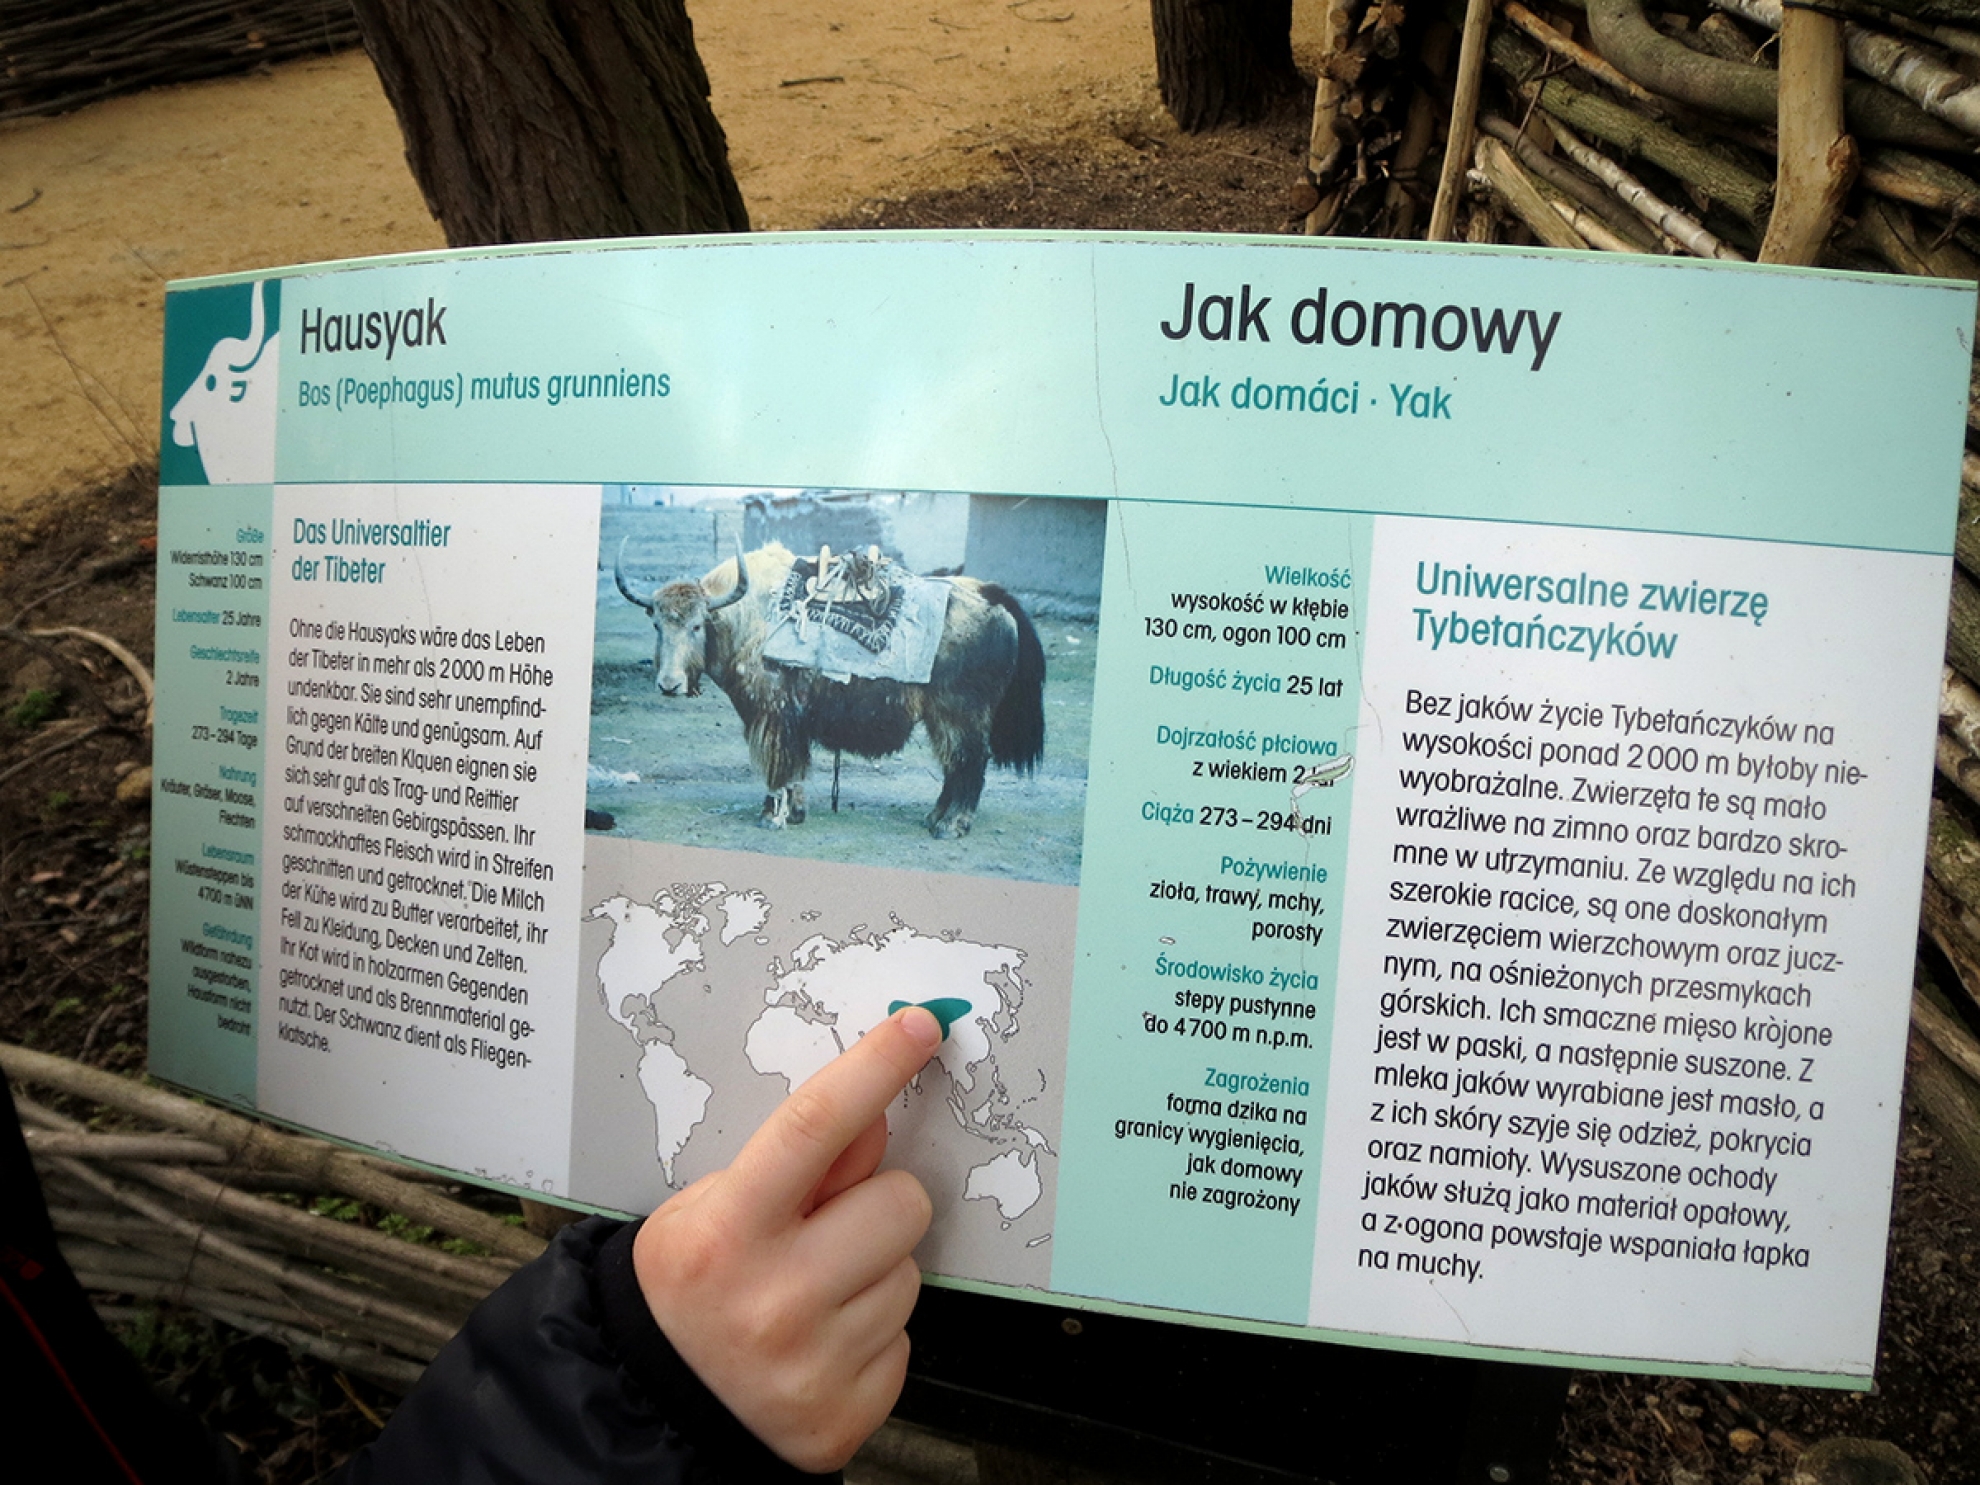 Hausyak
Bos (Poephagus) mutus grunniens
Jak domowy
Jak domáci · Yak
Größe
Widerristhöhe 130 cm
Schwanz 100 cm
Lebensalter 25 Jahre
Geschlechtsreife
2 Jahre
Tragezeit
273–294 Tage
Nahrung
Kräuter, Gräser, Moose,
Flechten
Lebensraum
Wüstensteppen bis
4700 m üNN
Gefährdung
Wildform nahezu
ausgestorben,
Hausform nicht
bedroht
Das Universaltier
der Tibeter
Ohne die Hausyaks wäre das Leben
der Tibeter in mehr als 2000 m Höhe
undenkbar. Sie sind sehr unempfind-
lich gegen Kälte und genügsam. Auf
Grund der breiten Klauen eignen sie
sich sehr gut als Trag- und Reittier
auf verschneiten Gebirgspässen. Ihr
schmackhaftes Fleisch wird in Streifen
geschnitten und getrocknet. Die Milch
der Kühe wird zu Butter verarbeitet, ihr
Fell zu Kleidung, Decken und Zelten.
Ihr Kot wird in holzarmen Gegenden
getrocknet und als Brennmaterial ge-
nutzt. Der Schwanz dient als Fliegen-
klatsche.
Wielkość
wysokość w kłębie
130 cm, ogon 100 cm
Długość życia 25 lat
Dojrzałość płciowa
z wiekiem 2
Ciąża 273–294 dni
Pożywienie
zioła, trawy, mchy,
porosty
Środowisko życia
stepy pustynne
do 4700 m n.p.m.
Zagrożenia
forma dzika na
granicy wygienięcia,
jak domowy
nie zagrożony
Uniwersalne zwierzę
Tybetańczyków
Bez jaków życie Tybetańczyków na
wysokości ponad 2000 m byłoby nie-
wyobrażalne. Zwierzęta te są mało
wrażliwe na zimno oraz bardzo skro-
mne w utrzymaniu. Ze względu na ich
szerokie racice, są one doskonałym
zwierzęciem wierzchowym oraz jucz-
nym, na ośnieżonych przesmykach
górskich. Ich smaczne mięso kròjone
jest w paski, a następnie suszone. Z
mleka jaków wyrabiane jest masło, a
z ich skóry szyje się odzież, pokrycia
oraz namioty. Wysuszone ochody
jaków służą jako materiał opałowy,
a z ogona powstaje wspaniała łapka
na muchy.